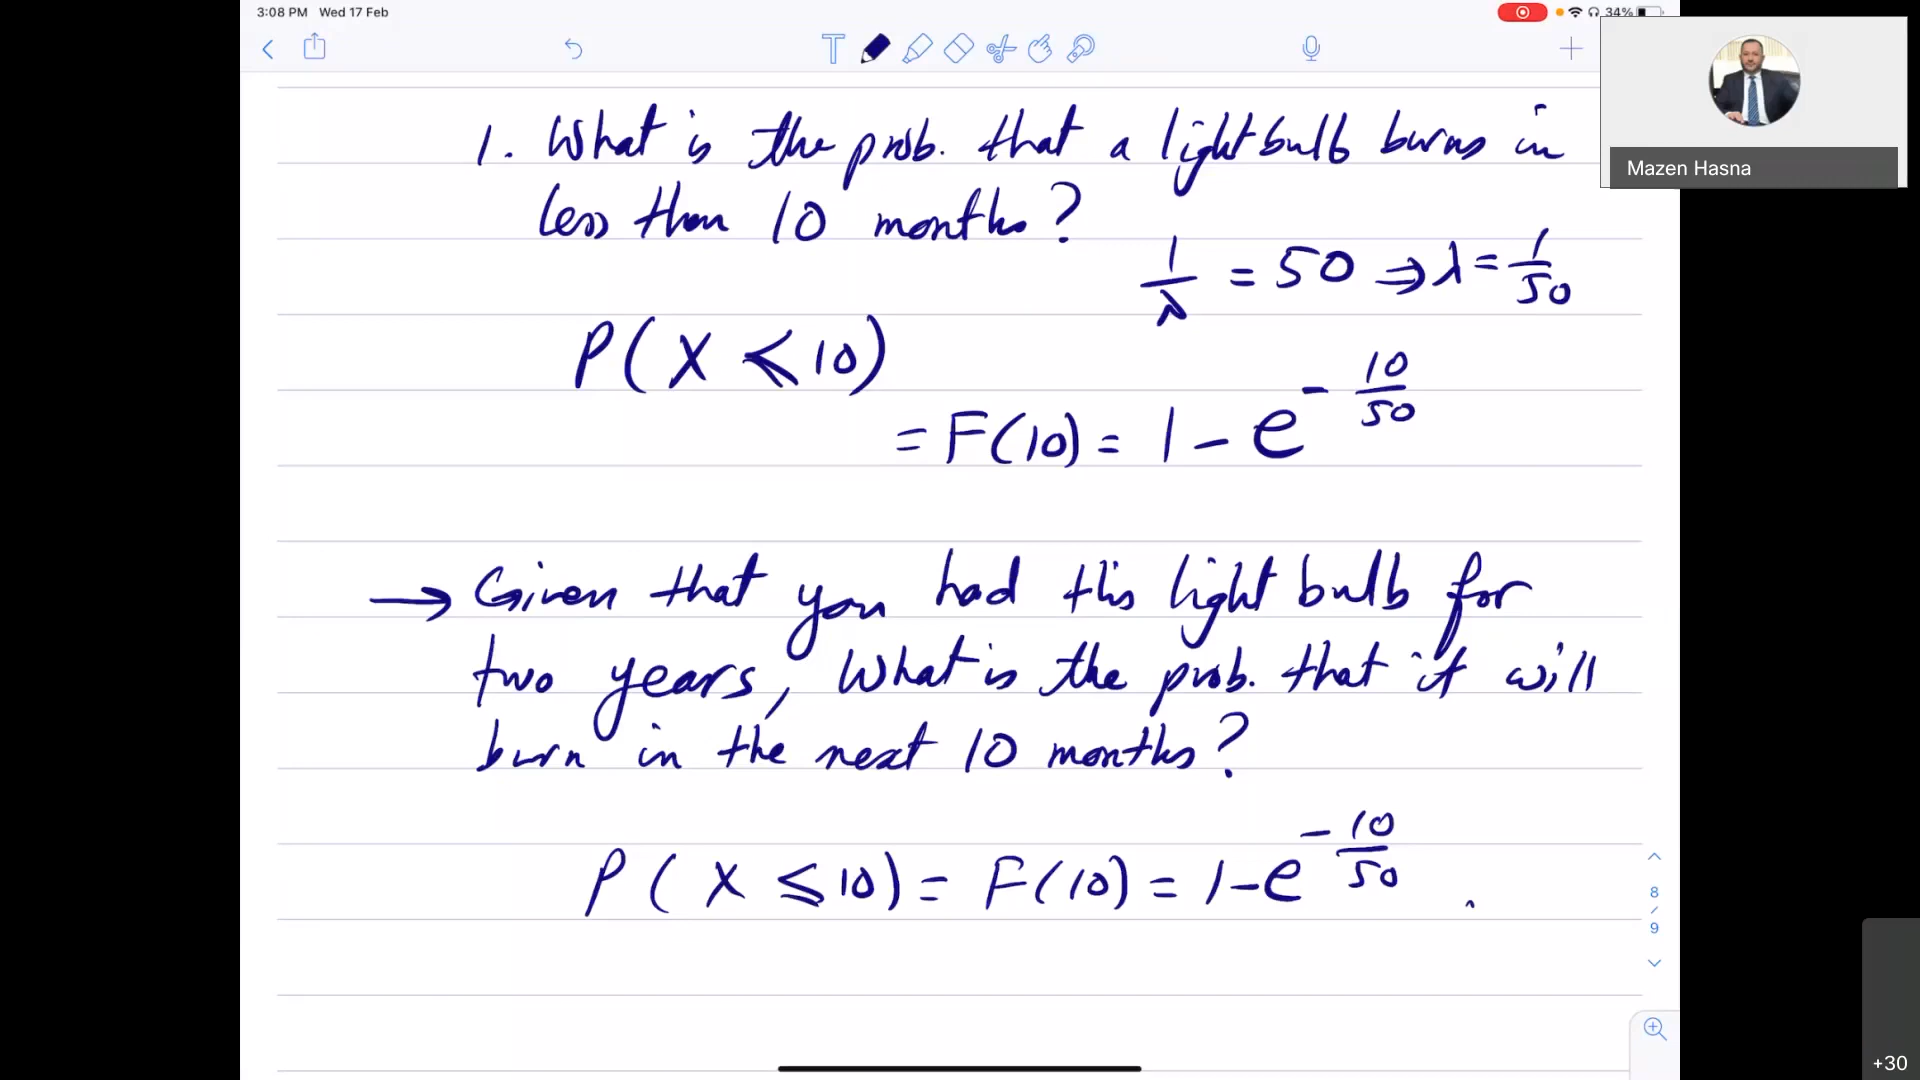 3:08 PM Wed 17 Feb
34%
Mazen Hasna
1. What is the prob. that a light bulb burns in
less than 10 months?
1/λ = 50 ⇒ λ = 1/50
P(X ≤ 10)
= F(10) = 1 - e^{-10/50}
→ Given that you had this light bulb for
two years, What is the prob. that it will
burn in the next 10 months?
P(X ≤ 10) = F(10) = 1 - e^{-10/50}.
8
/
9
+30